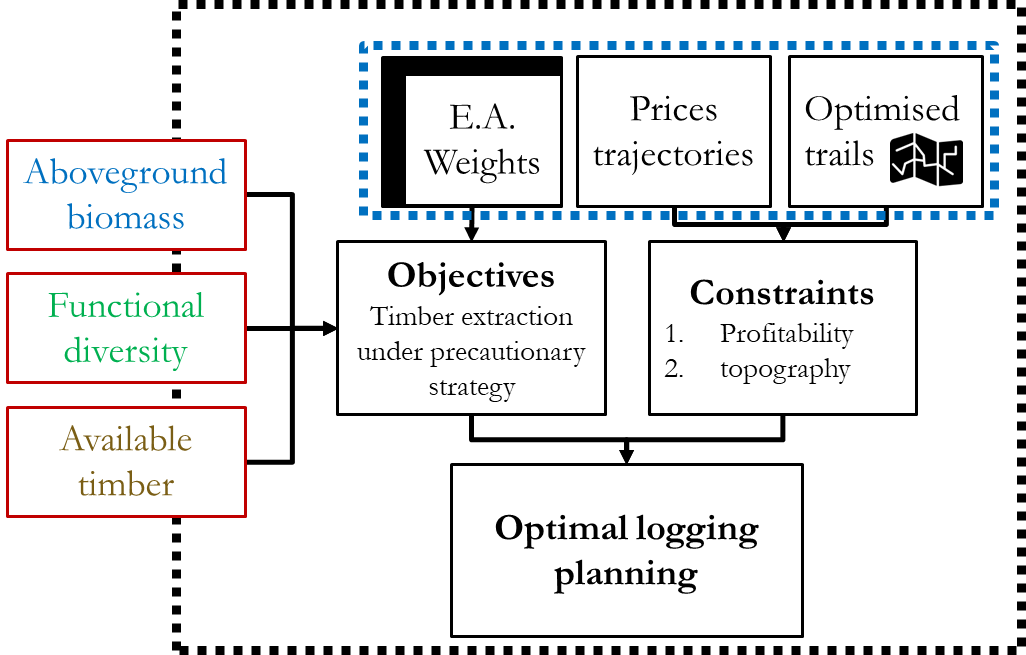 E.A.
Weights
Prices
trajectories
Optimised
trails
Aboveground
biomass
Functional
diversity
Available
timber
Objectives
Timber extraction
under precautionary
strategy
Constraints
1. Profitability
2. topography
Optimal logging
planning